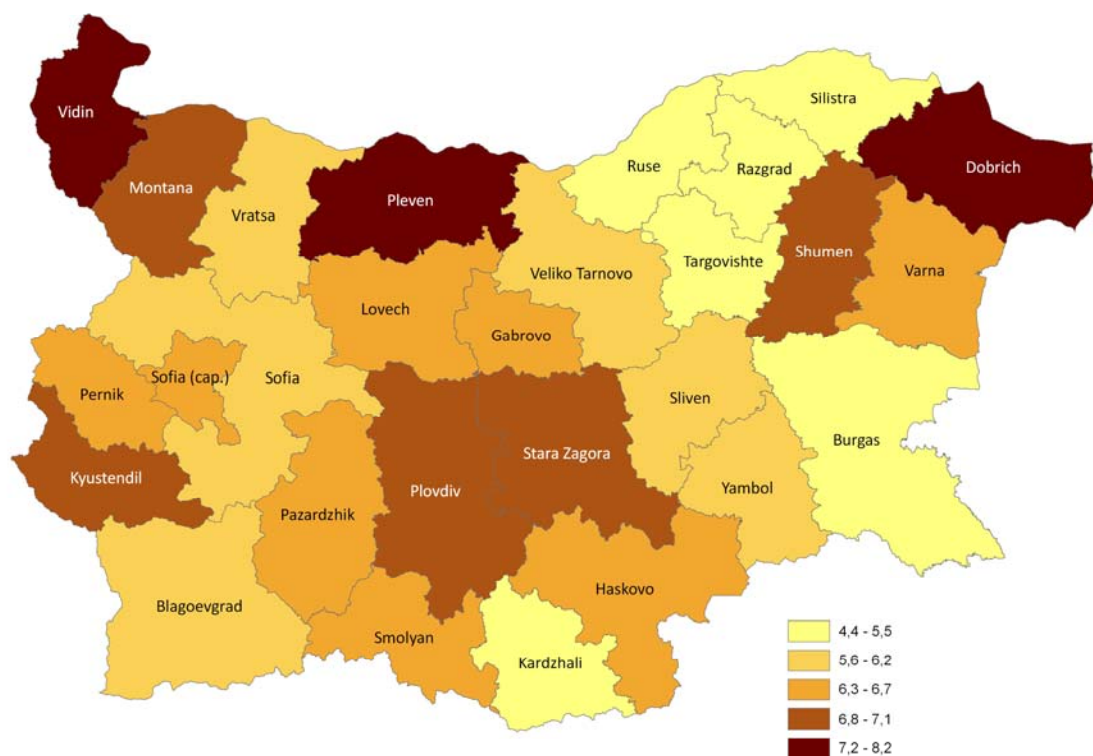 Silistra
Vidin
Dobrich
Ruse
Razgrad
Montana
Pleven
Vratsa
Shumen
Targovishte
Varna
Veliko Tarnovo
Lovech
Gabrovo
Sofia (cap.)
Sofia
Pernik
Sliven
Burgas
Stara Zagora
Kyustendil
Plovdiv
Yambol
Pazardzhik
Haskovo
Blagoevgrad
Smolyan
Kardzhali
4,4 - 5,5
5,6 - 6,2
6,3 - 6,7
6,8 - 7,1
7,2 - 8,2